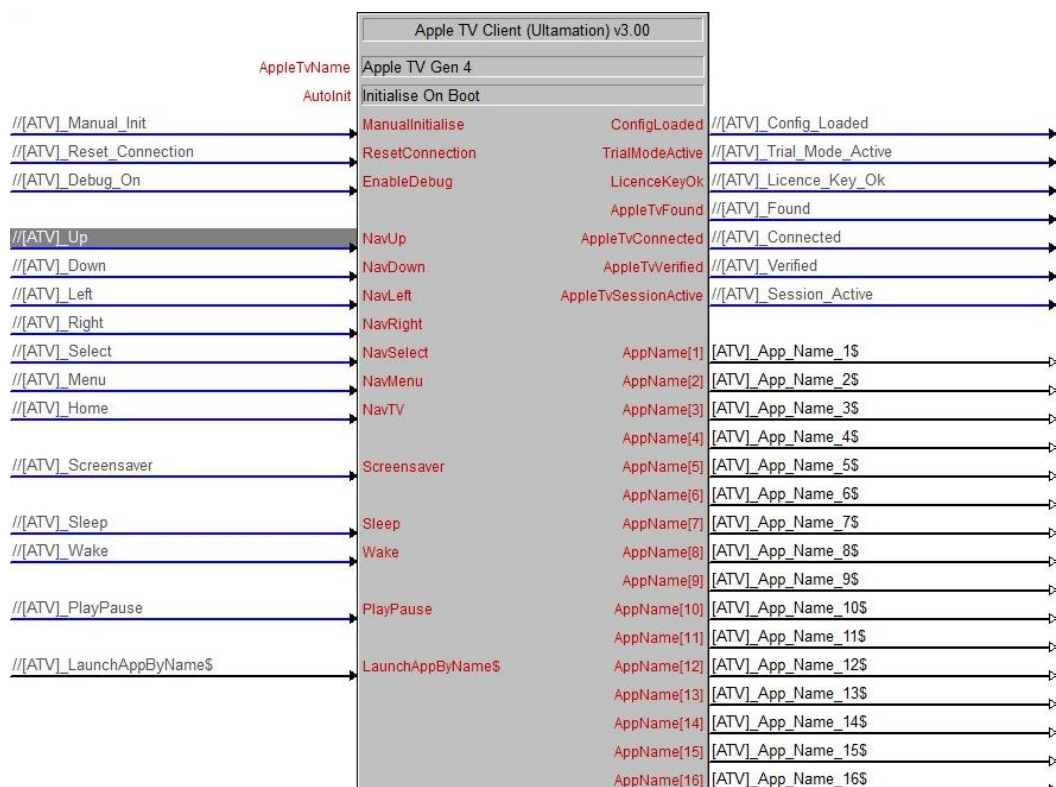 Apple TV Client (Ultamation) v3.00
AppleTvName Apple TV Gen 4
AutoInit Initialise On Boot
//[ATV]_Manual_Init ManualInitialise ConfigLoaded //[ATV]_Config_Loaded
//[ATV]_Reset_Connection ResetConnection TrialModeActive //[ATV]_Trial_Mode_Active
//[ATV]_Debug_On EnableDebug LicenceKeyOk //[ATV]_Licence_Key_Ok
AppleTvFound //[ATV]_Found
//[ATV]_Up NavUp AppleTvConnected //[ATV]_Connected
//[ATV]_Down NavDown AppleTvVerified //[ATV]_Verified
//[ATV]_Left NavLeft AppleTvSessionActive //[ATV]_Session_Active
//[ATV]_Right NavRight
//[ATV]_Select NavSelect AppName[1] [ATV]_App_Name_1$
//[ATV]_Menu NavMenu AppName[2] [ATV]_App_Name_2$
//[ATV]_Home NavTV AppName[3] [ATV]_App_Name_3$
AppName[4] [ATV]_App_Name_4$
//[ATV]_Screensaver Screensaver AppName[5] [ATV]_App_Name_5$
AppName[6] [ATV]_App_Name_6$
//[ATV]_Sleep Sleep AppName[7] [ATV]_App_Name_7$
//[ATV]_Wake Wake AppName[8] [ATV]_App_Name_8$
AppName[9] [ATV]_App_Name_9$
//[ATV]_PlayPause PlayPause AppName[10] [ATV]_App_Name_10$
AppName[11] [ATV]_App_Name_11$
//[ATV]_LaunchAppByName$ LaunchAppByName$ AppName[12] [ATV]_App_Name_12$
AppName[13] [ATV]_App_Name_13$
AppName[14] [ATV]_App_Name_14$
AppName[15] [ATV]_App_Name_15$
AppName[16] [ATV]_App_Name_16$